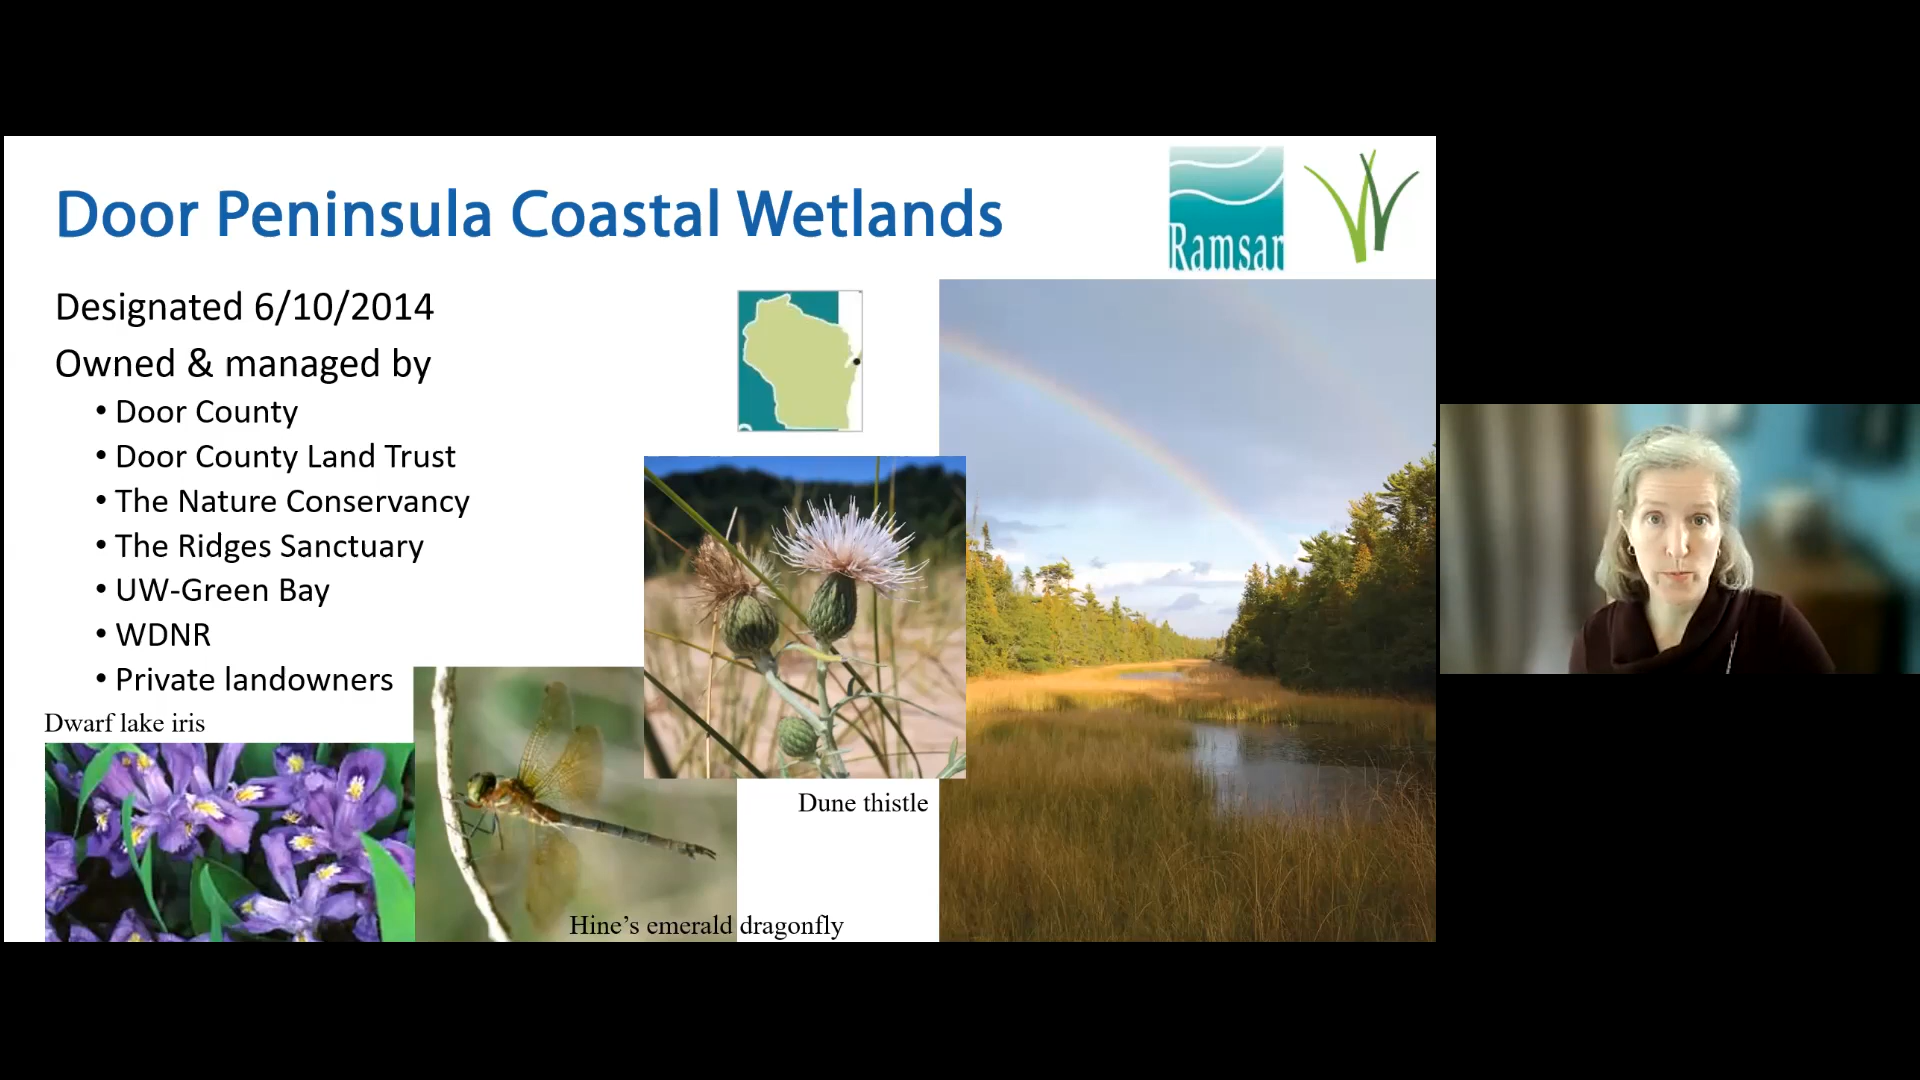 Door Peninsula Coastal Wetlands
Ramsar
Designated 6/10/2014
Owned & managed by
• Door County
• Door County Land Trust
• The Nature Conservancy
• The Ridges Sanctuary
• UW-Green Bay
• WDNR
• Private landowners
Dwarf lake iris
Dune thistle
Hine’s emerald dragonfly